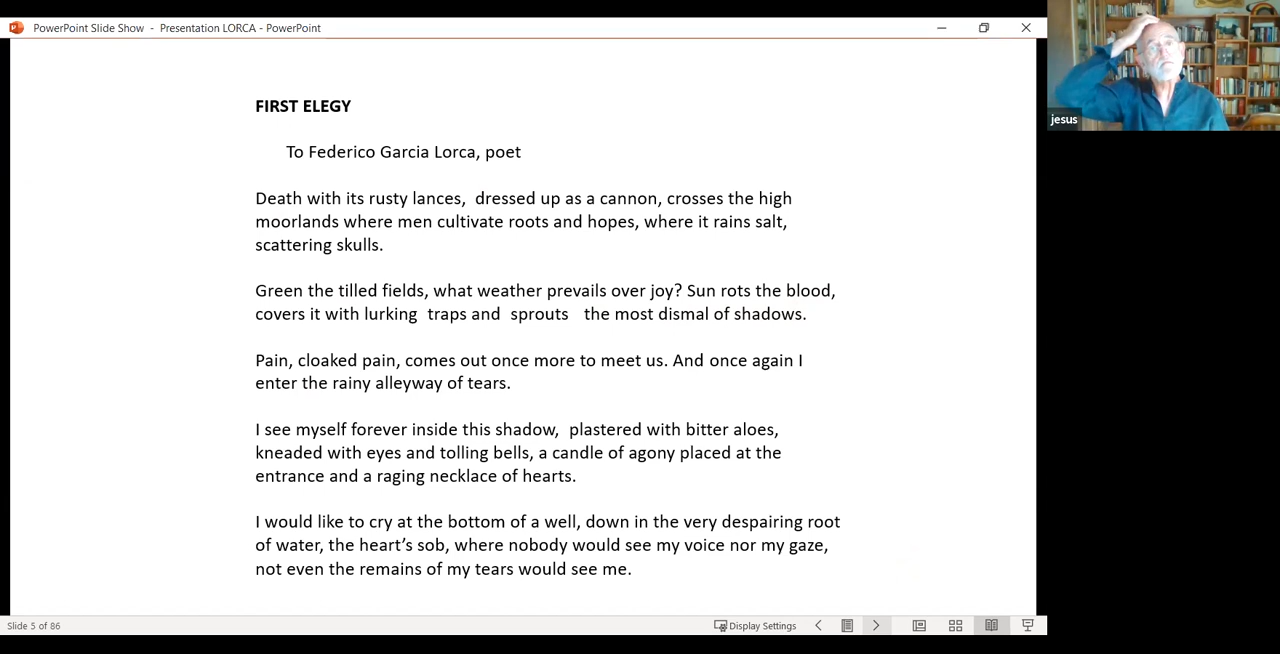 PowerPoint Slide Show - Presentation LORCA - PowerPoint
jesus
FIRST ELEGY
To Federico Garcia Lorca, poet
Death with its rusty lances, dressed up as a cannon, crosses the high
moorlands where men cultivate roots and hopes, where it rains salt,
scattering skulls.
Green the tilled fields, what weather prevails over joy? Sun rots the blood,
covers it with lurking traps and sprouts the most dismal of shadows.
Pain, cloaked pain, comes out once more to meet us. And once again I
enter the rainy alleyway of tears.
I see myself forever inside this shadow, plastered with bitter aloes,
kneaded with eyes and tolling bells, a candle of agony placed at the
entrance and a raging necklace of hearts.
I would like to cry at the bottom of a well, down in the very despairing root
of water, the heart’s sob, where nobody would see my voice nor my gaze,
not even the remains of my tears would see me.
Slide 5 of 86
Display Settings